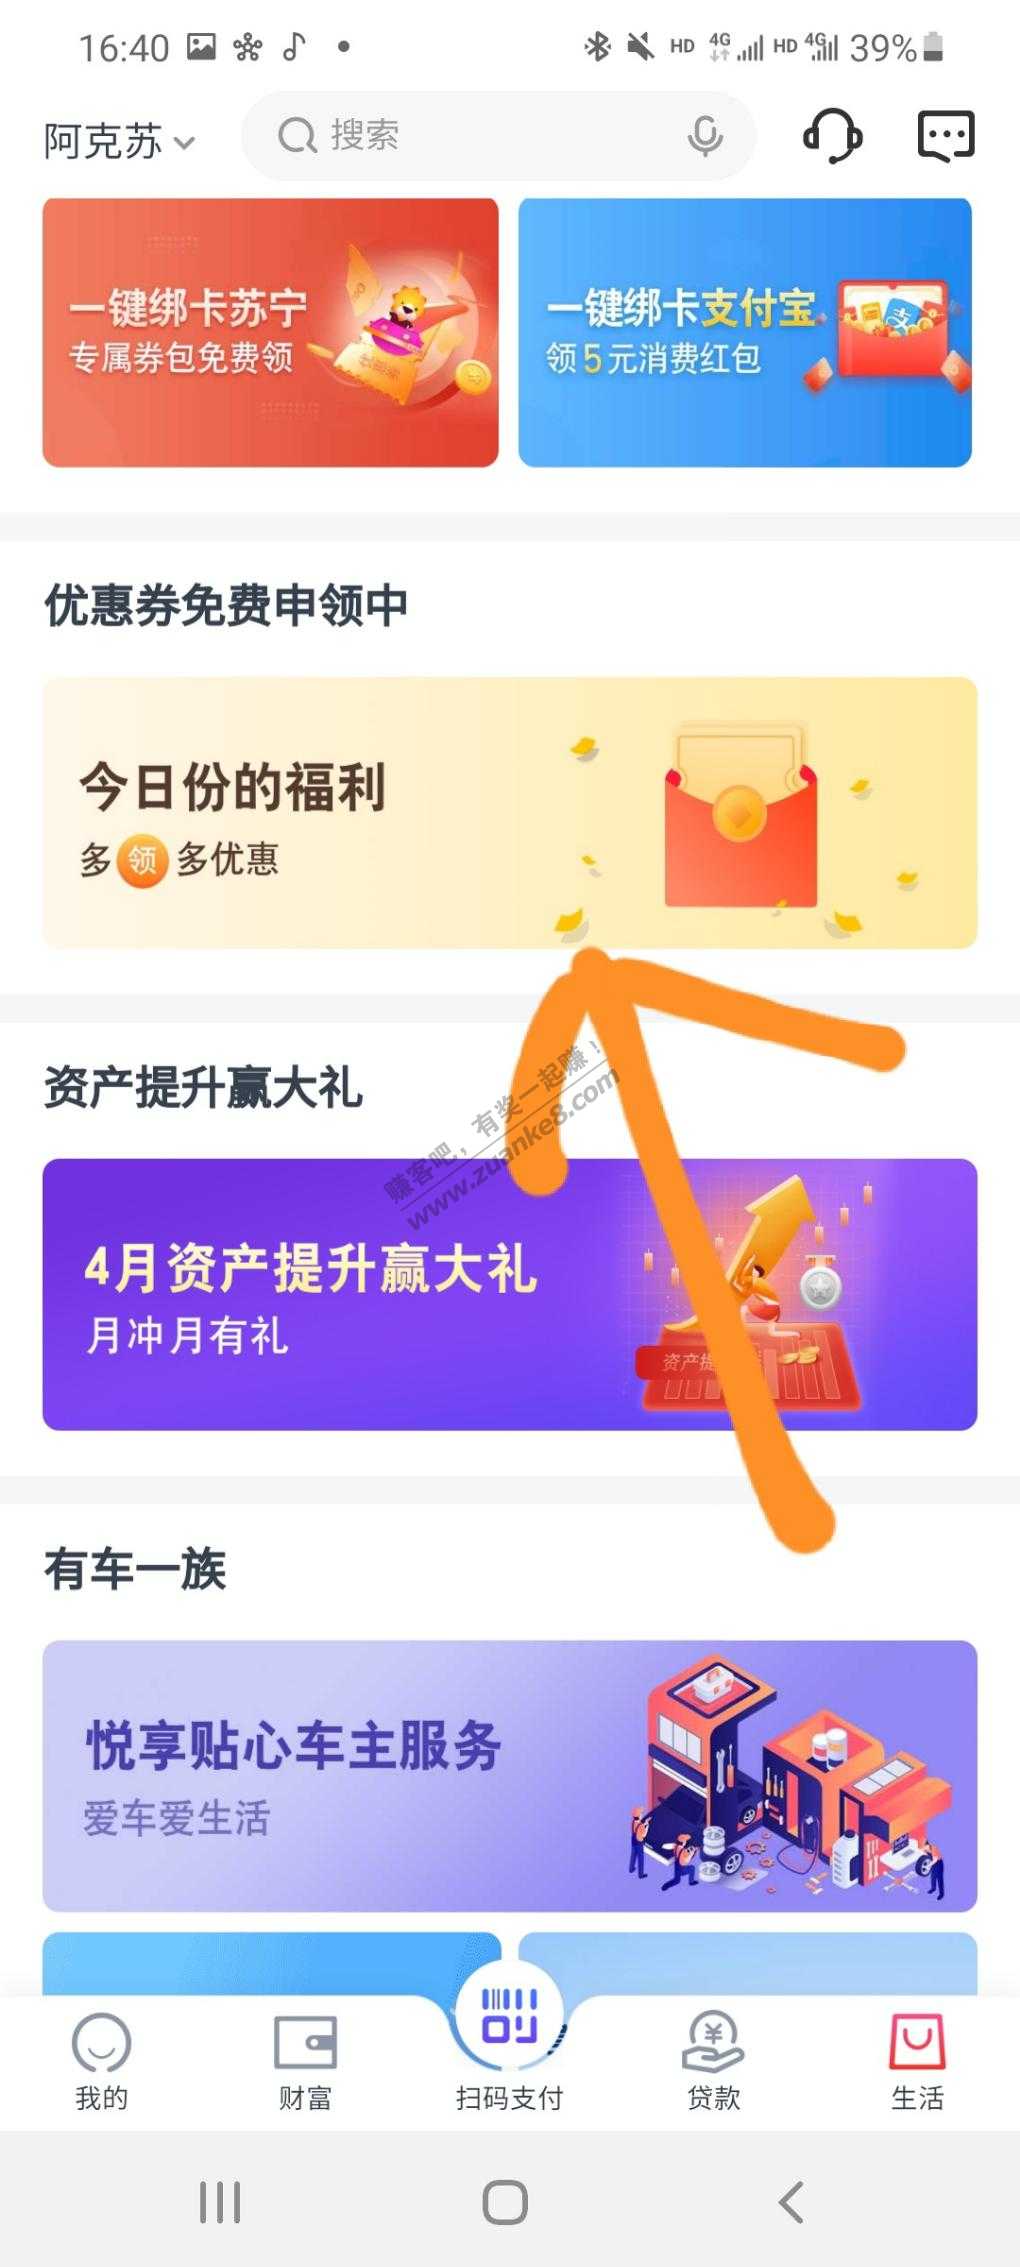 16:40
HD 4G HD 4G 39%
阿克苏
搜索
一键绑卡苏宁
专属券包免费领
一键绑卡支付宝
领5元消费红包
支
优惠券免费申领中
今日份的福利
多领多优惠
资产提升赢大礼
赚客吧，有奖一起赚！
www.zuanke8.com
4月资产提升赢大礼
月冲月有礼
资产提
有车一族
悦享贴心车主服务
爱车爱生活
我的
财富
扫码支付
贷款
生活